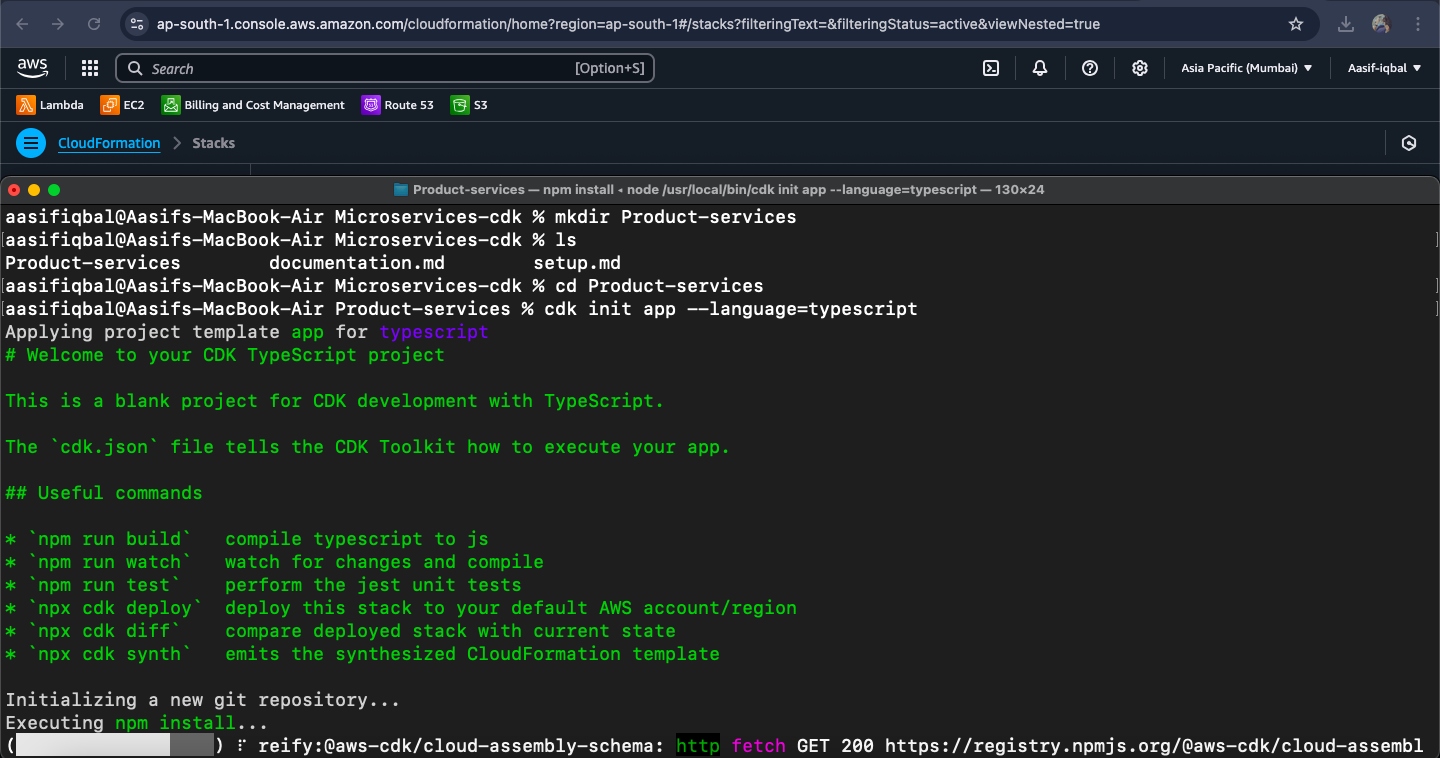 ap-south-1.console.aws.amazon.com/cloudformation/home?region=ap-south-1#/stacks?filteringText=&filteringStatus=active&viewNested=true
aws Search [Option+S] Asia Pacific (Mumbai) ▼ Aasif-iqbal ▼
Lambda EC2 Billing and Cost Management Route 53 S3
CloudFormation > Stacks
Product-services — npm install ◂ node /usr/local/bin/cdk init app --language=typescript — 130×24
aasifiqbal@Aasifs-MacBook-Air Microservices-cdk % mkdir Product-services
[aasifiqbal@Aasifs-MacBook-Air Microservices-cdk % ls ]
Product-services documentation.md setup.md
[aasifiqbal@Aasifs-MacBook-Air Microservices-cdk % cd Product-services ]
[aasifiqbal@Aasifs-MacBook-Air Product-services % cdk init app --language=typescript ]
Applying project template app for typescript
# Welcome to your CDK TypeScript project
This is a blank project for CDK development with TypeScript.
The `cdk.json` file tells the CDK Toolkit how to execute your app.
## Useful commands
* `npm run build` compile typescript to js
* `npm run watch` watch for changes and compile
* `npm run test` perform the jest unit tests
* `npx cdk deploy` deploy this stack to your default AWS account/region
* `npx cdk diff` compare deployed stack with current state
* `npx cdk synth` emits the synthesized CloudFormation template
Initializing a new git repository...
Executing npm install...
( ) ⠏ reify:@aws-cdk/cloud-assembly-schema: http fetch GET 200 https://registry.npmjs.org/@aws-cdk/cloud-assembl